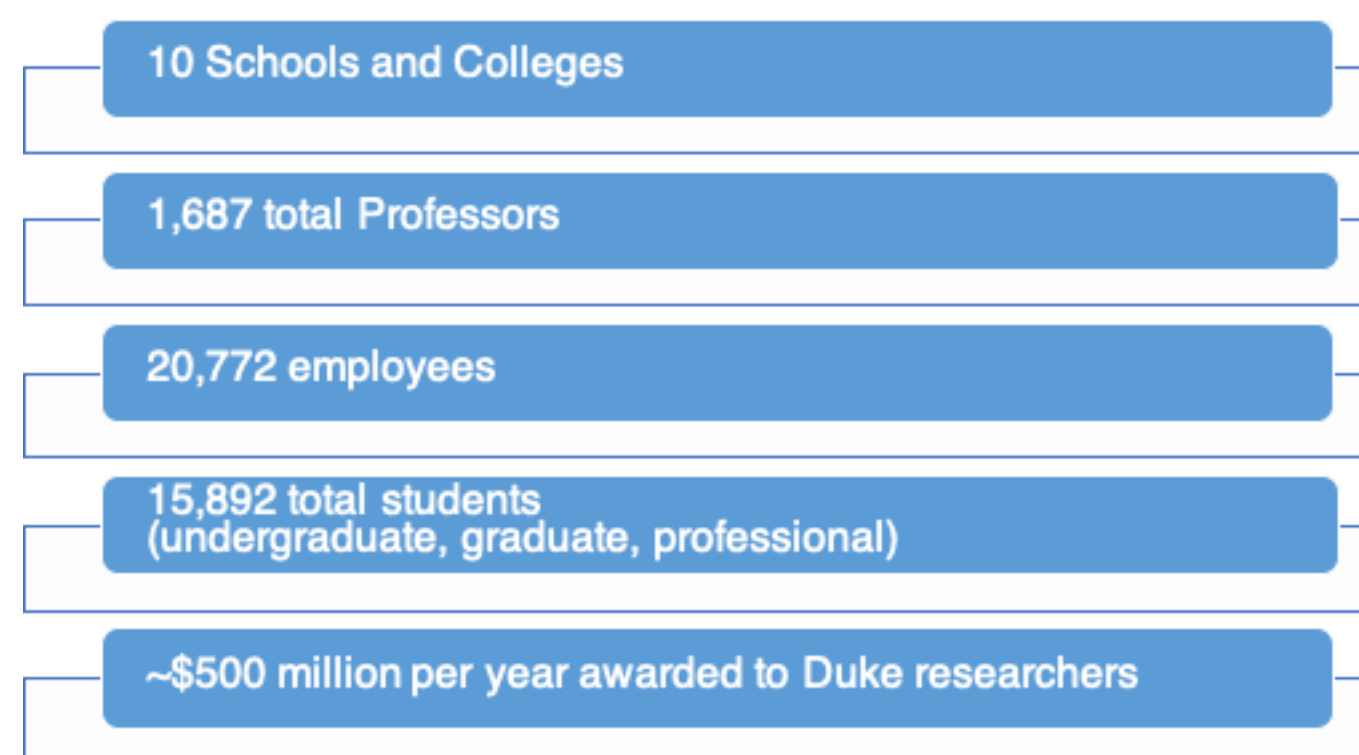 10 Schools and Colleges
1,687 total Professors
20,772 employees
15,892 total students
(undergraduate, graduate, professional)
~$500 million per year awarded to Duke researchers